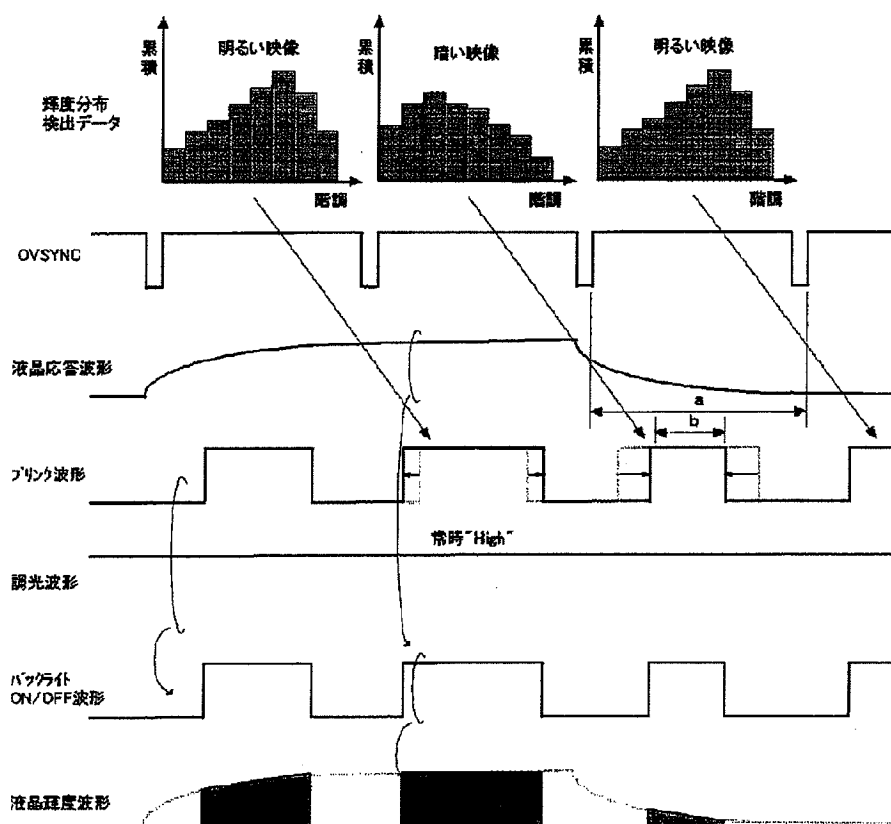 累積
明るい映像
階調
累積
暗い映像
階調
累積
明るい映像
階調
輝度分布
検出データ
OVSYNC
液晶応答波形
a
b
ブリンク波形
常時"High"
調光波形
バックライト
ON/OFF波形
液晶輝度波形